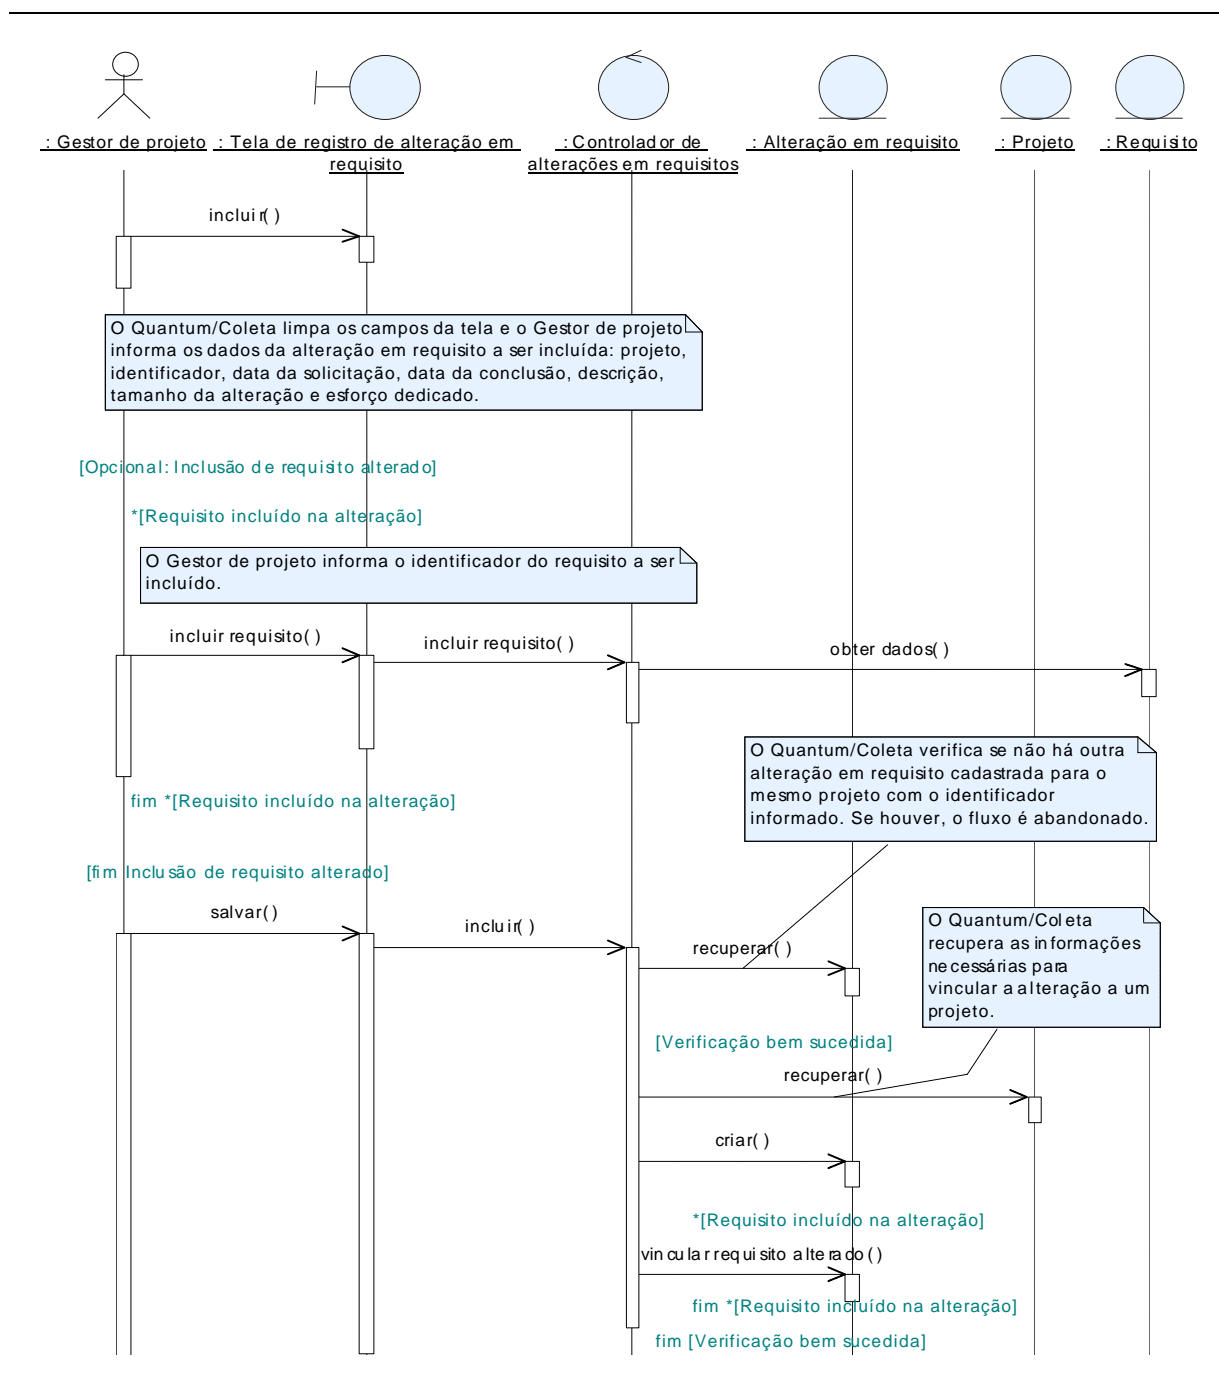 : Gestor de projeto
: Tela de registro de alteração em
requisito
: Controlador de
alterações em requisitos
: Alteração em requisito
: Projeto
: Requisito
incluir( )
O Quantum/Coleta limpa os campos da tela e o Gestor de projeto
informa os dados da alteração em requisito a ser incluída: projeto,
identificador, data da solicitação, data da conclusão, descrição,
tamanho da alteração e esforço dedicado.
[Opcional: Inclusão de requisito alterado]
*[Requisito incluído na alteração]
O Gestor de projeto informa o identificador do requisito a ser
incluído.
incluir requisito( )
incluir requisito( )
obter dados( )
O Quantum/Coleta verifica se não há outra
alteração em requisito cadastrada para o
mesmo projeto com o identificador
informado. Se houver, o fluxo é abandonado.
fim *[Requisito incluído na alteração]
[fim Inclusão de requisito alterado]
salvar( )
incluir( )
recuperar( )
O Quantum/Coleta
recupera as informações
necessárias para
vincular a alteração a um
projeto.
[Verificação bem sucedida]
recuperar( )
criar( )
*[Requisito incluído na alteração]
vincular requisito alterado ( )
fim *[Requisito incluído na alteração]
fim [Verificação bem sucedida]